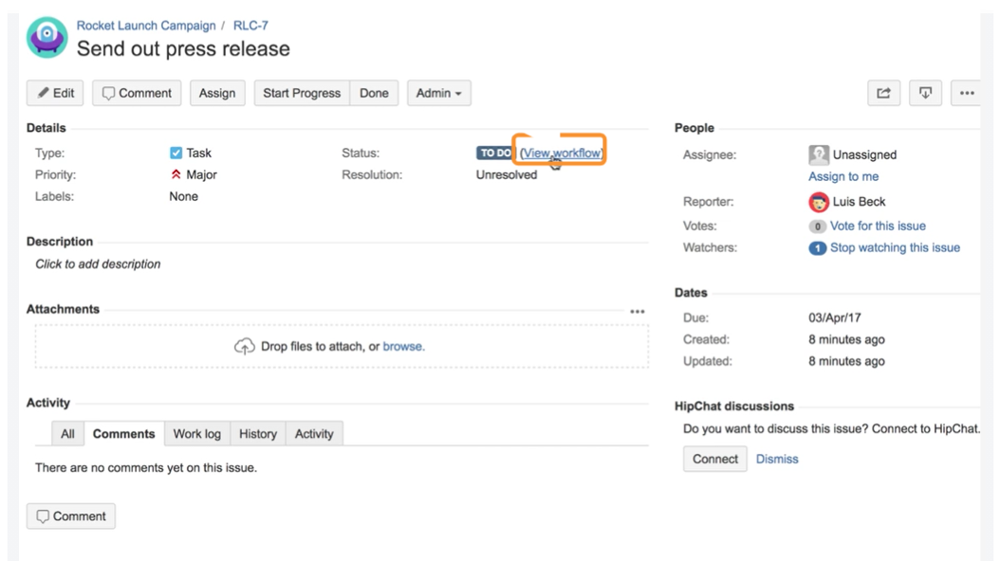 Rocket Launch Campaign / RLC-7
Send out press release
Edit Comment Assign Start Progress Done Admin
Details
Type: Task
Priority: Major
Labels: None
Status: TO DO (View workflow)
Resolution: Unresolved
Description
Click to add description
Attachments
Drop files to attach, or browse.
Activity
All Comments Work log History Activity
There are no comments yet on this issue.
Comment
People
Assignee: Unassigned
Assign to me
Reporter: Luis Beck
Votes: 0 Vote for this issue
Watchers: 1 Stop watching this issue
Dates
Due: 03/Apr/17
Created: 8 minutes ago
Updated: 8 minutes ago
HipChat discussions
Do you want to discuss this issue? Connect to HipChat.
Connect Dismiss